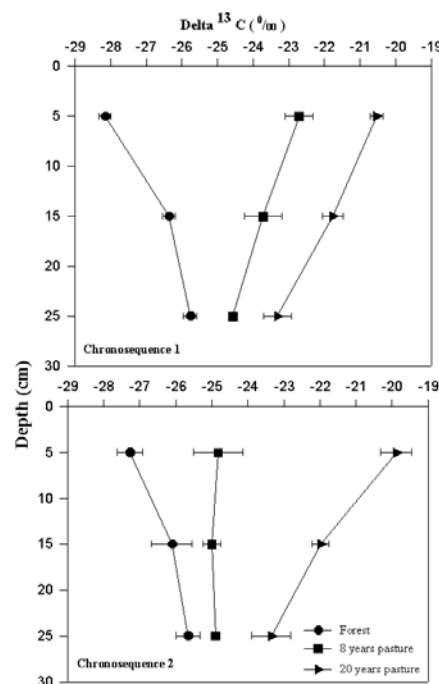 Delta ¹³ C ( ⁰/m)
-29 -28 -27 -26 -25 -24 -23 -22 -21 -20 -19
0
5
10
15
20
25
30
Chronosequence 1
Depth (cm)
-29 -28 -27 -26 -25 -24 -23 -22 -21 -20 -19
0
5
10
15
20
25
30
Forest
8 years pasture
20 years pasture
Chronosequence 2